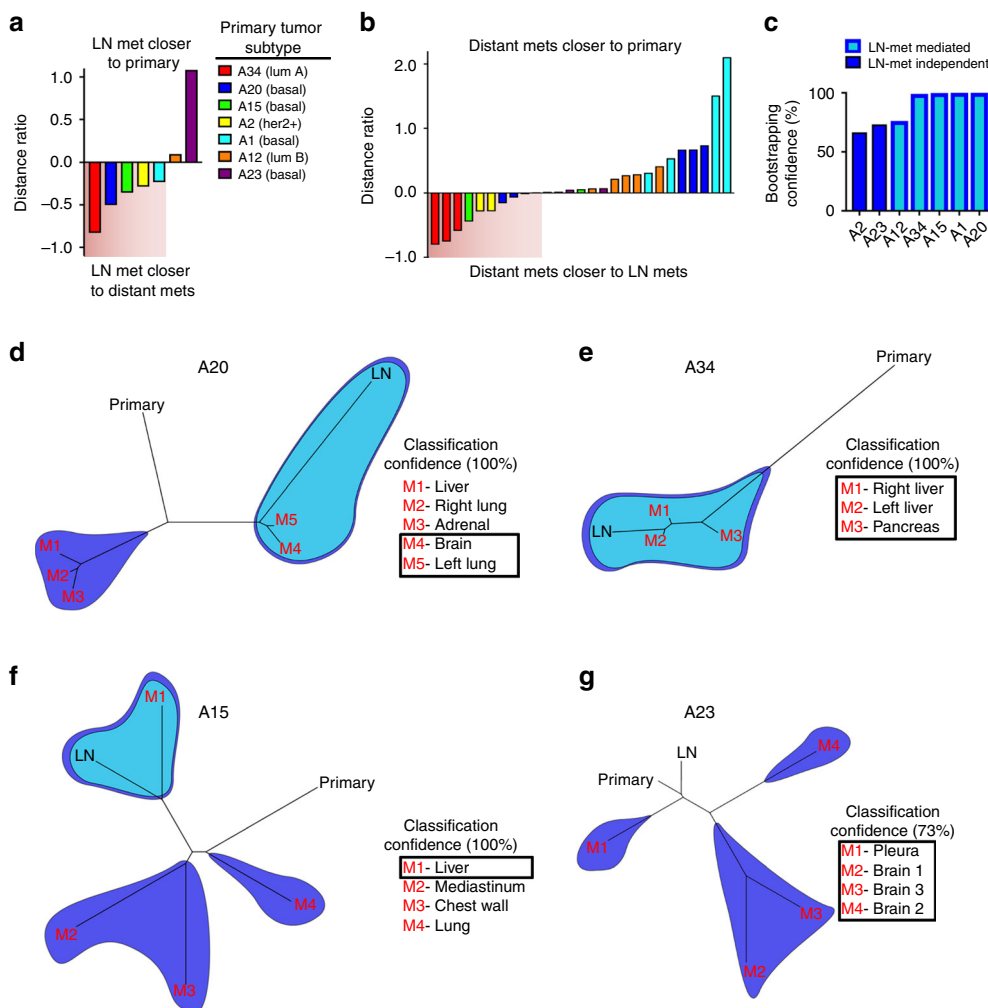 a
LN met closer
to primary
1.0
0.0
−0.5
−1.0
Distance ratio
LN met closer
to distant mets
Primary tumor
subtype
A34 (lum A)
A20 (basal)
A15 (basal)
A2 (her2+)
A1 (basal)
A12 (lum B)
A23 (basal)
b
Distant mets closer to primary
2.0
1.0
0.0
−1.0
Distance ratio
Distant mets closer to LN mets
c
LN-met mediated
LN-met independent
100
50
0
Bootstrapping
confidence (%)
A2
A23
A12
A34
A15
A1
A20
d
A20
Primary
LN
M5
M4
M1
M2
M3
Classification
confidence (100%)
M1- Liver
M2- Right lung
M3- Adrenal
M4- Brain
M5- Left lung
e
A34
Primary
LN
M1
M2
M3
Classification
confidence (100%)
M1- Right liver
M2- Left liver
M3- Pancreas
f
A15
M1
LN
Primary
M2
M3
M4
Classification
confidence (100%)
M1- Liver
M2- Mediastinum
M3- Chest wall
M4- Lung
g
A23
LN
Primary
M4
M1
M3
M2
Classification
confidence (73%)
M1- Pleura
M2- Brain 1
M3- Brain 3
M4- Brain 2